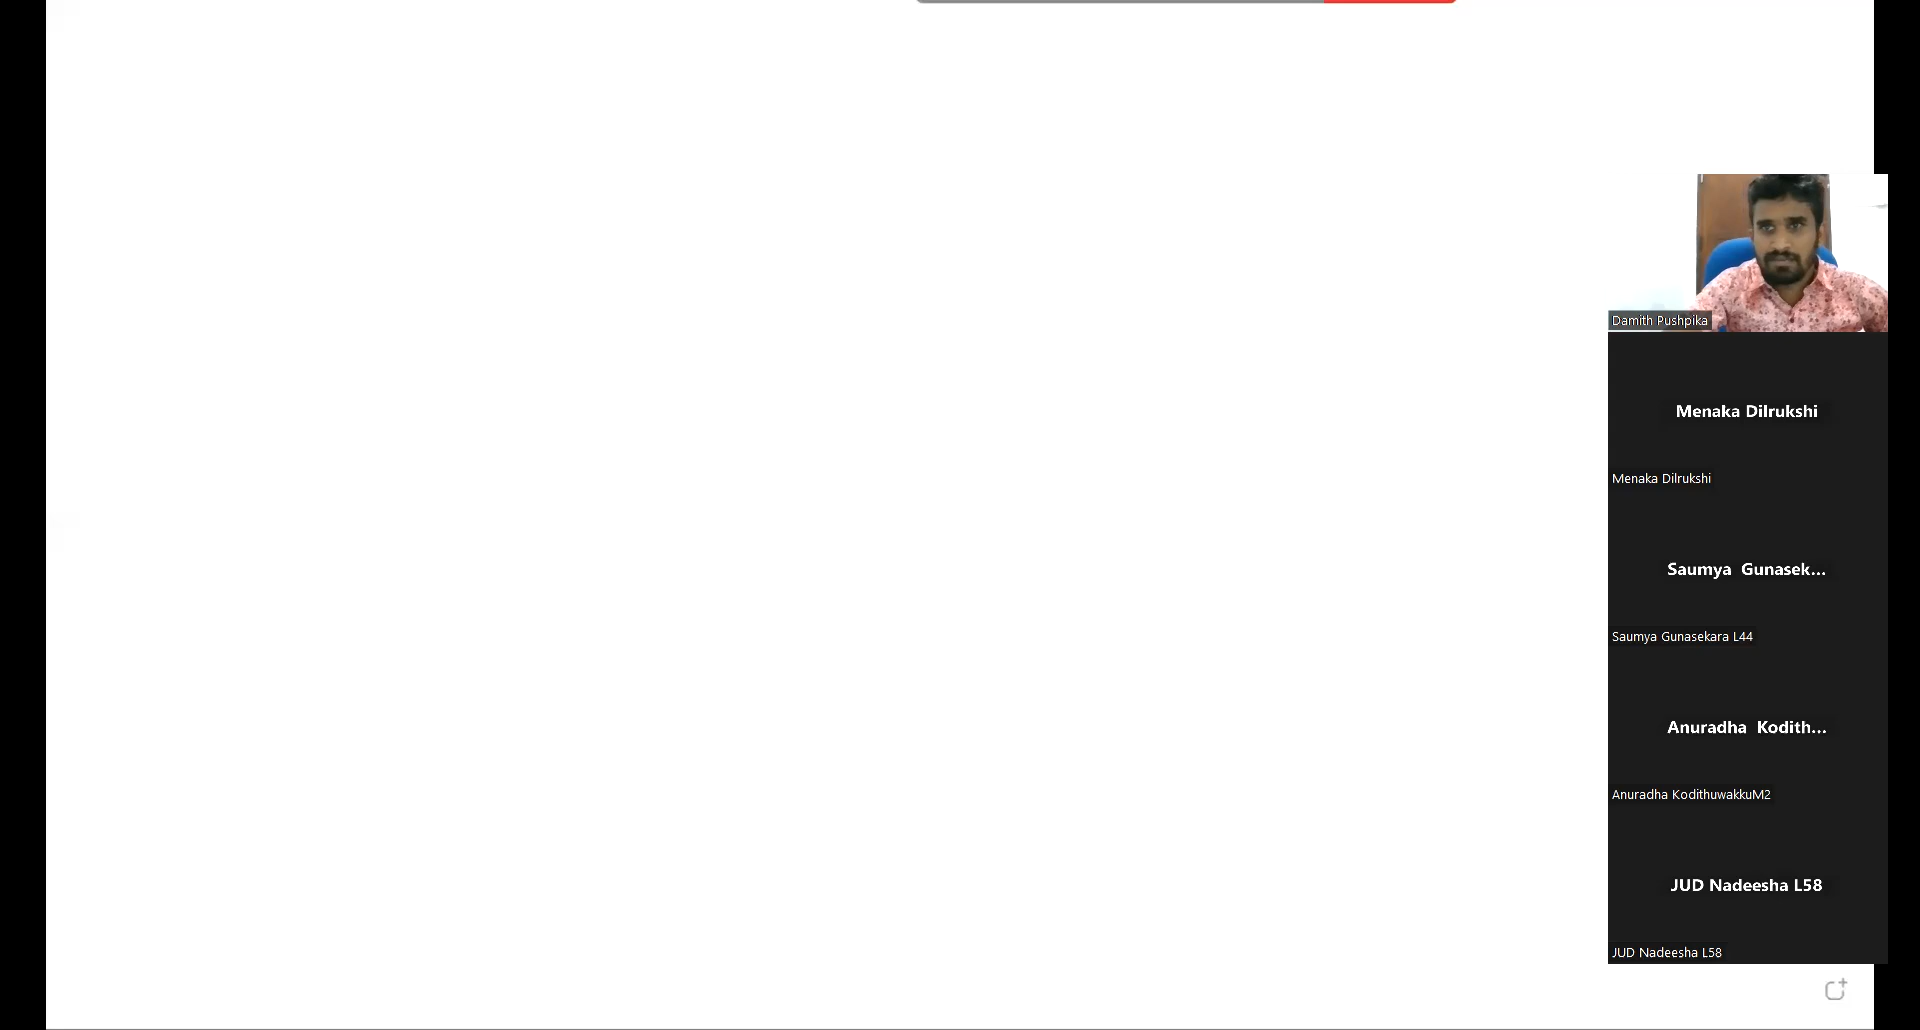 Damith Pushpika
Menaka Dilrukshi
Menaka Dilrukshi
Saumya Gunasek...
Saumya Gunasekara L44
Anuradha Kodith...
Anuradha KodithuwakkuM2
JUD Nadeesha L58
JUD Nadeesha L58